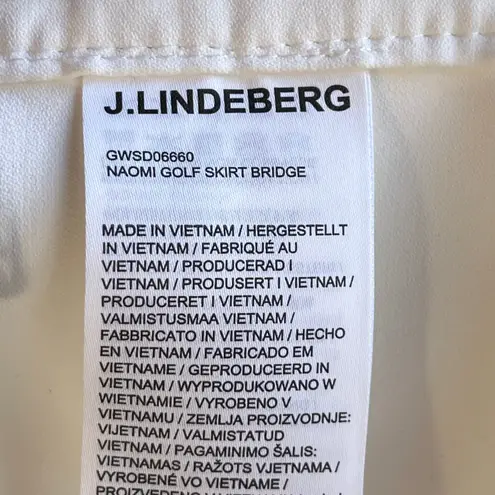 J.LINDEBERG
GWSD06660
NAOMI GOLF SKIRT BRIDGE
MADE IN VIETNAM / HERGESTELLT
IN VIETNAM / FABRIQUÉ AU
VIETNAM / PRODUCERAD I
VIETNAM / PRODUSERT I VIETNAM /
PRODUCERET I VIETNAM /
VALMISTUSMAA VIETNAM /
FABBRICATO IN VIETNAM / HECHO
EN VIETNAM / FABRICADO EM
VIETNAME / GEPRODUCEERD IN
VIETNAM / WYPRODUKOWANO W
WIETNAMIE / VYROBENO V
VIETNAMU / ZEMLJA PROIZVODNJE:
VIJETNAM / VALMISTATUD
VIETNAM / PAGAMINIMO ŠALIS:
VIETNAMAS / RAŽOTS VJETNAMA /
VYROBENÉ VO VIETNAME /